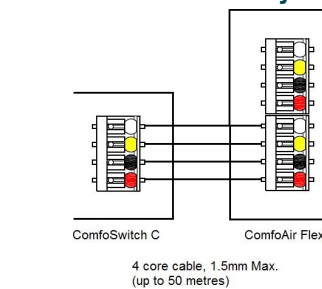 ComfoSwitch C
ComfoAir Flex
4 core cable, 1.5mm Max.
(up to 50 metres)